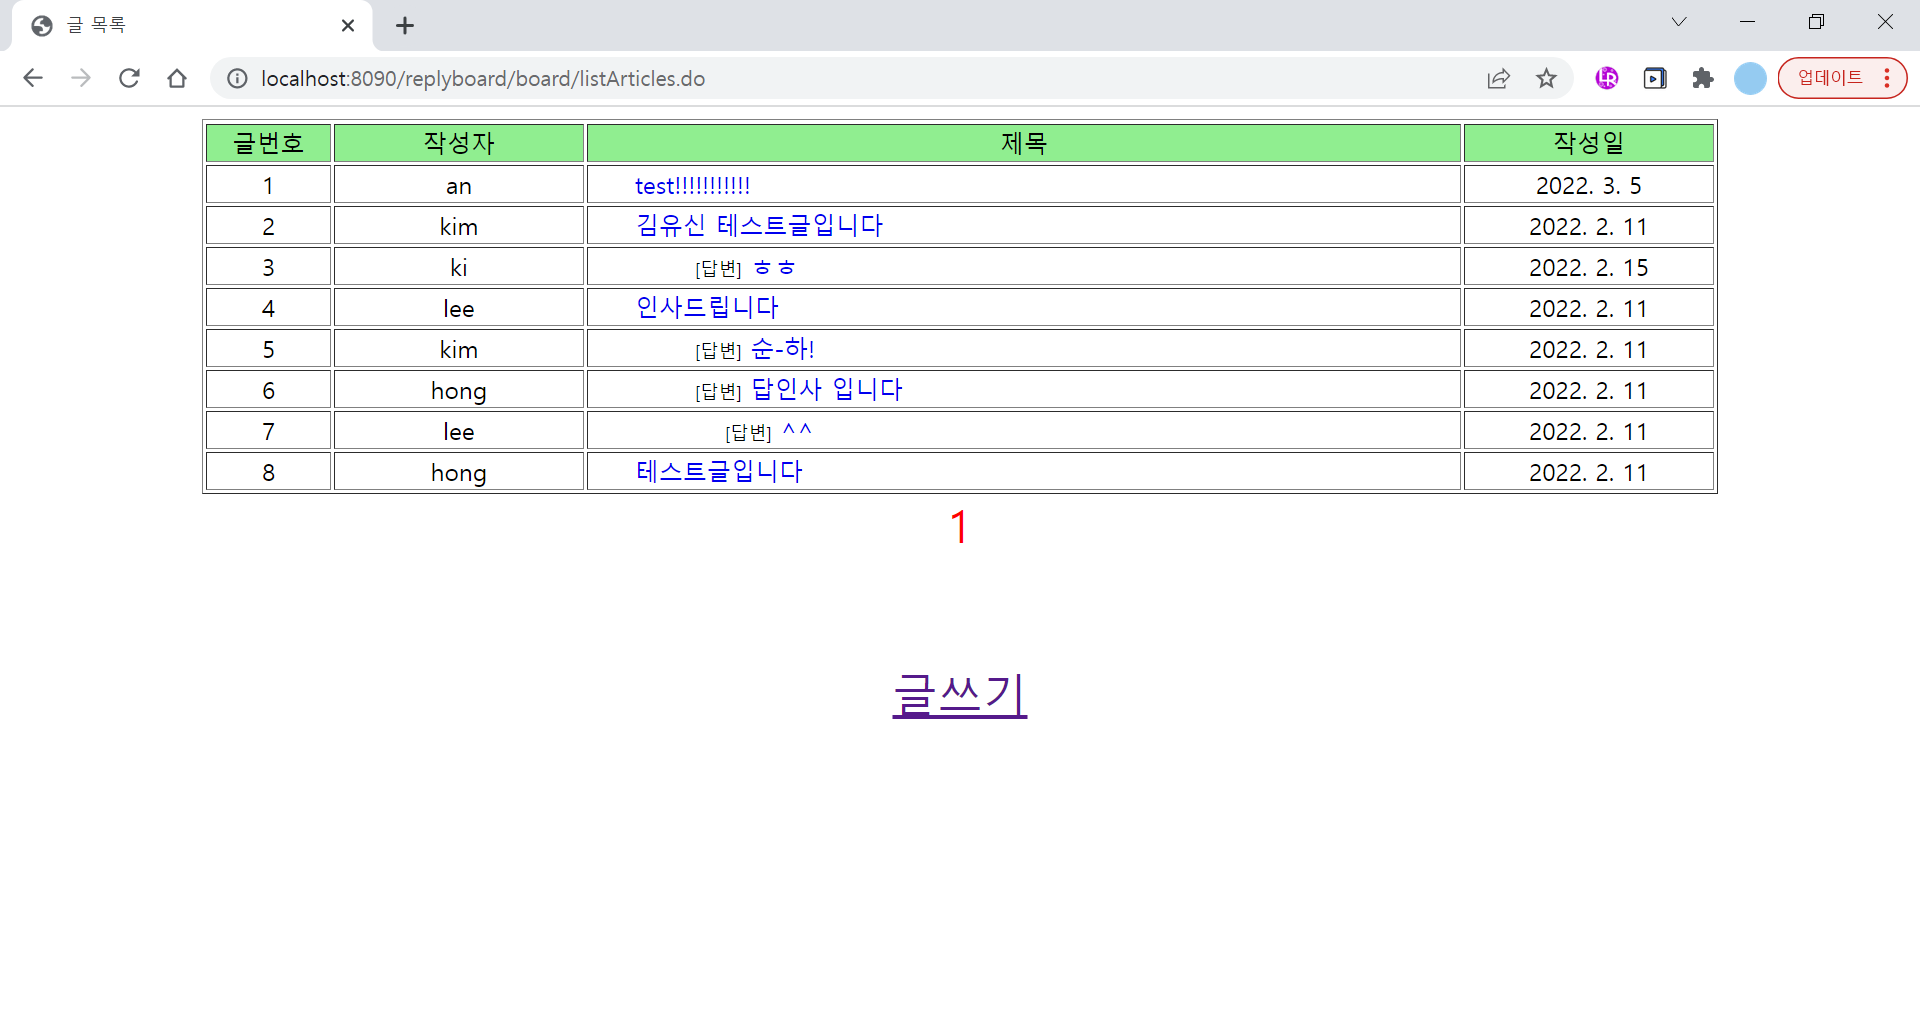 글 목록
localhost:8090/replyboard/board/listArticles.do 업데이트
글번호 작성자 제목 작성일
1 an test!!!!!!!!!!! 2022. 3. 5
2 kim 김유신 테스트글입니다 2022. 2. 11
3 ki [답변] ㅎㅎ 2022. 2. 15
4 lee 인사드립니다 2022. 2. 11
5 kim [답변] 순-하! 2022. 2. 11
6 hong [답변] 답인사 입니다 2022. 2. 11
7 lee [답변] ^^ 2022. 2. 11
8 hong 테스트글입니다 2022. 2. 11
1
글쓰기